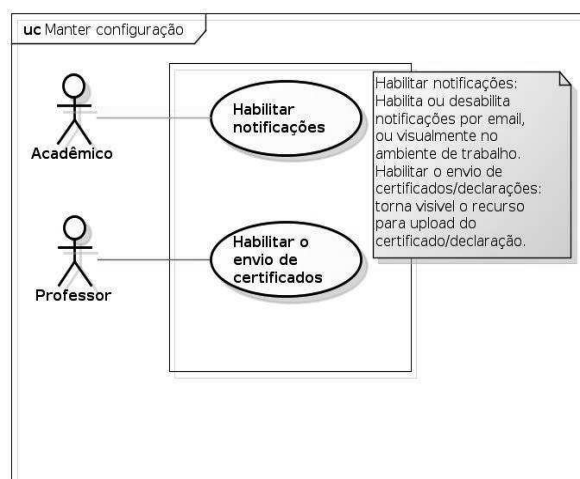 uc Manter configuração
Acadêmico
Habilitar
notificações
Professor
Habilitar o
envio de
certificados
Habilitar notificações:
Habilita ou desabilita
notificações por email,
ou visualmente no
ambiente de trabalho.
Habilitar o envio de
certificados/declarações:
torna visivel o recurso
para upload do
certificado/declaração.